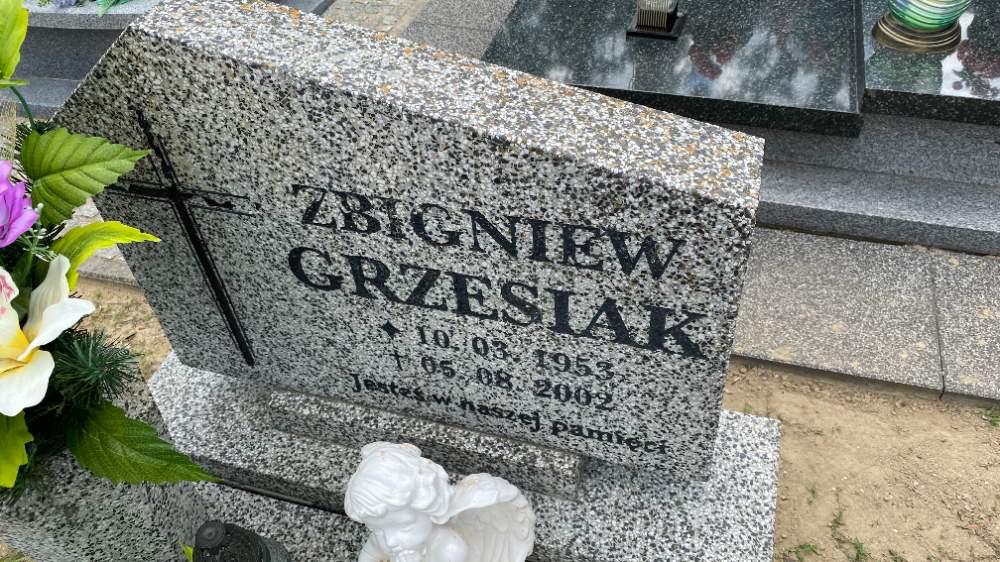 ZBIGNIEW
GRZESIAK
10. 03. 1953
05. 08. 2002
Jesteś w naszej pamięci